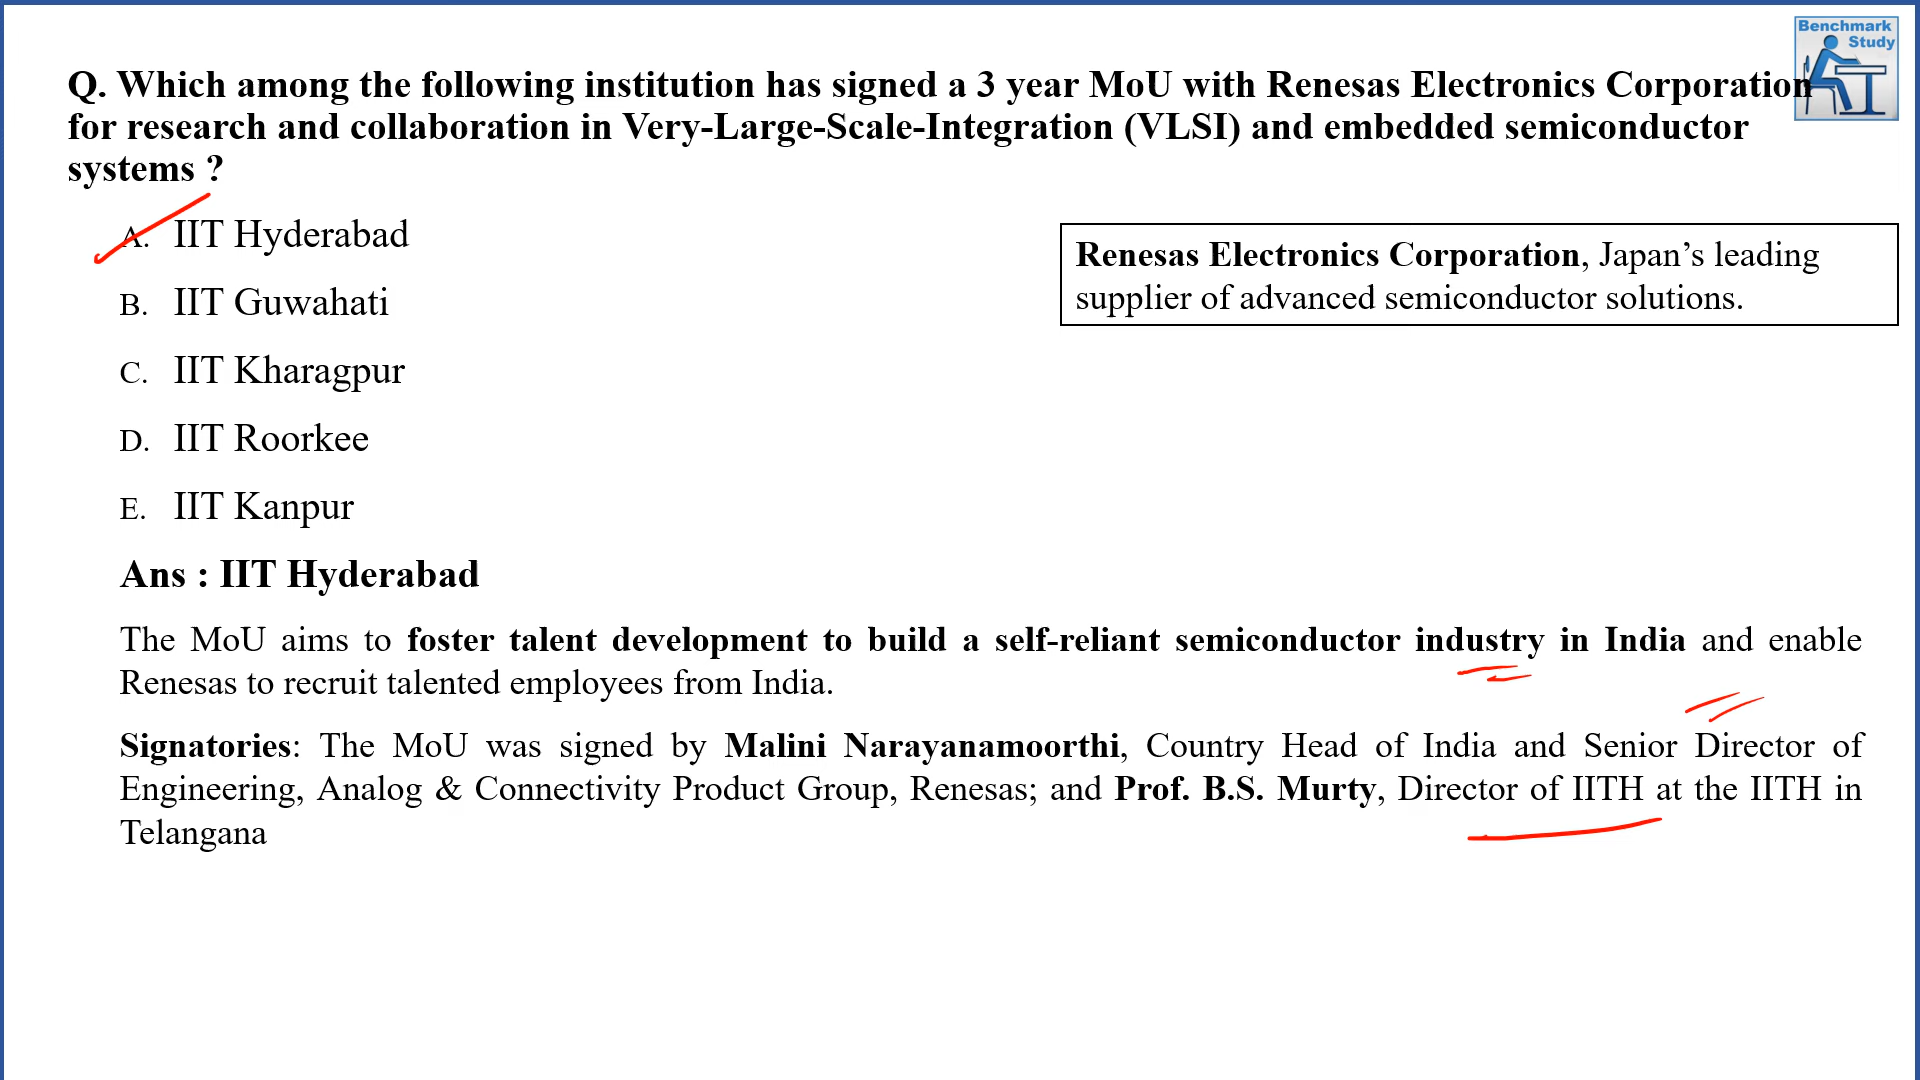 Benchmark
Study
Q. Which among the following institution has signed a 3 year MoU with Renesas Electronics Corporation
for research and collaboration in Very-Large-Scale-Integration (VLSI) and embedded semiconductor
systems ?
A. IIT Hyderabad
B. IIT Guwahati
C. IIT Kharagpur
D. IIT Roorkee
E. IIT Kanpur
Renesas Electronics Corporation, Japan’s leading
supplier of advanced semiconductor solutions.
Ans : IIT Hyderabad
The MoU aims to foster talent development to build a self-reliant semiconductor industry in India and enable
Renesas to recruit talented employees from India.
Signatories: The MoU was signed by Malini Narayanamoorthi, Country Head of India and Senior Director of
Engineering, Analog & Connectivity Product Group, Renesas; and Prof. B.S. Murty, Director of IITH at the IITH in
Telangana